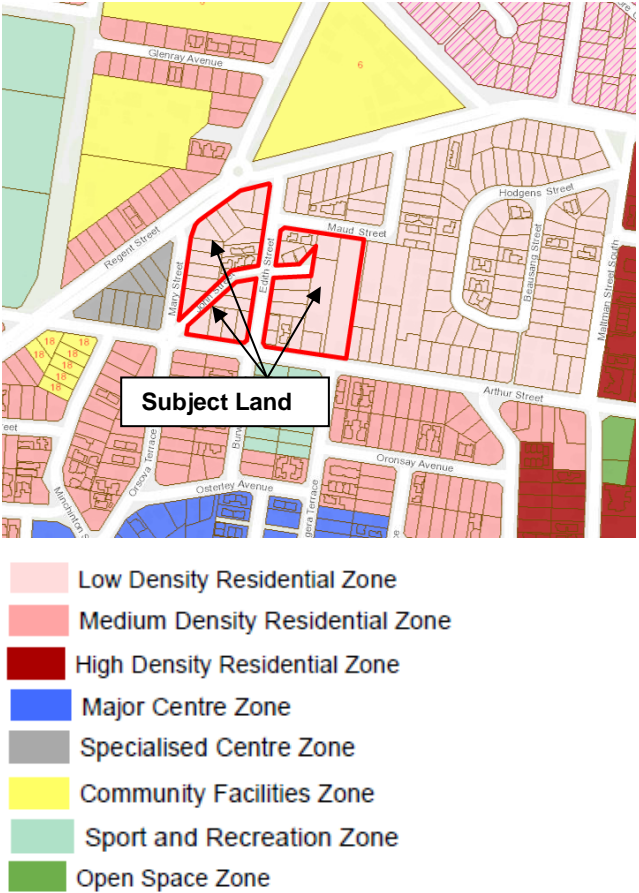 Glenray Avenue
6
Hodgens Street
Maud Street
Regent Street
Mary Street
John Street
Edith Street
Beausang Street
Maltman Street South
18
18
18
18
18
Subject Land
Arthur Street
Orsova Terrace
Oronsay Avenue
Osterley Avenue
Low Density Residential Zone
Medium Density Residential Zone
High Density Residential Zone
Major Centre Zone
Specialised Centre Zone
Community Facilities Zone
Sport and Recreation Zone
Open Space Zone